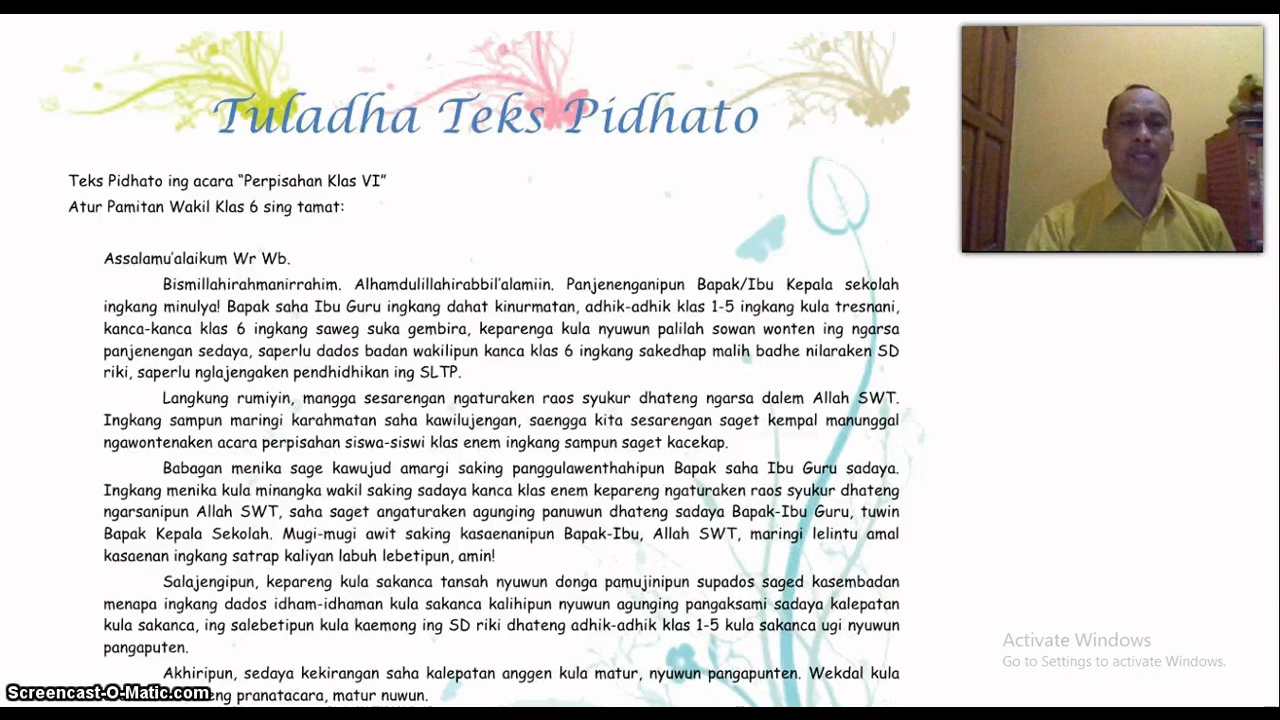 Tuladha Teks Pidhato
Teks Pidhato ing acara “Perpisahan Klas VI”
Atur Pamitan Wakil Klas 6 sing tamat:
Assalamu’alaikum Wr Wb.
Bismillahirahmanirrahim. Alhamdulillahirabbil’alamiin. Panjenenganipun Bapak/Ibu Kepala sekolah
ingkang minulya! Bapak saha Ibu Guru ingkang dahat kinurmatan, adhik-adhik klas 1-5 ingkang kula tresnani,
kanca-kanca klas 6 ingkang saweg suka gembira, keparenga kula nyuwun palilah sowan wonten ing ngarsa
panjenengan sedaya, saperlu dados badan wakilipun kanca klas 6 ingkang sakedhap malih badhe nilaraken SD
riki, saperlu nglajengaken pendhidhikan ing SLTP.
Langkung rumiyin, mangga sesarengan ngaturaken raos syukur dhateng ngarsa dalem Allah SWT.
Ingkang sampun maringi karahmatan saha kawilujengan, saengga kita sesarengan saget kempal manunggal
ngawontenaken acara perpisahan siswa-siswi klas enem ingkang sampun saget kacekap.
Babagan menika sage kawujud amargi saking panggulawenthahipun Bapak saha Ibu Guru sadaya.
Ingkang menika kula minangka wakil saking sadaya kanca klas enem kepareng ngaturaken raos syukur dhateng
ngarsanipun Allah SWT, saha saget angaturaken agunging panuwun dhateng sadaya Bapak-Ibu Guru, tuwin
Bapak Kepala Sekolah. Mugi-mugi awit saking kasaenanipun Bapak-Ibu, Allah SWT, maringi lelintu amal
kasaenan ingkang satrap kaliyan labuh lebetipun, amin!
Salajengipun, kepareng kula sakanca tansah nyuwun donga pamujinipun supados saged kasembadan
menapa ingkang dados idham-idhaman kula sakanca kalihipun nyuwun agunging pangaksami sadaya kalepatan
kula sakanca, ing salebetipun kula kaemong ing SD riki dhateng adhik-adhik klas 1-5 kula sakanca ugi nyuwun
pangaputen.
Akhiripun, sedaya kekirangan saha kalepatan anggen kula matur, nyuwun pangapunten. Wekdal kula
eng pranatacara, matur nuwun.
Screencast-O-Matic.com
Activate Windows
Go to Settings to activate Windows.